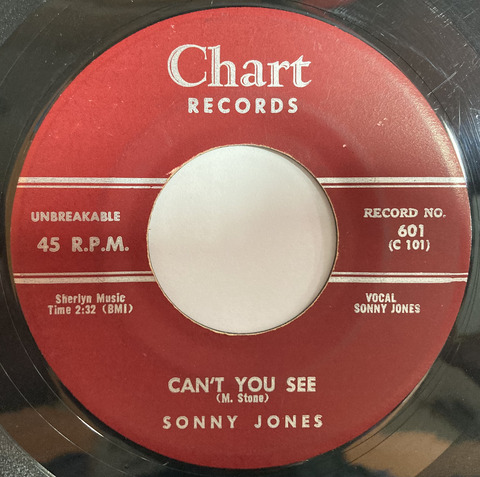 Chart
RECORDS
UNBREAKABLE
45 R.P.M.
RECORD NO.
601
(C 101)
Sherlyn Music
Time 2:32 (BMI)
VOCAL
SONNY JONES
CAN'T YOU SEE
(M. Stone)
SONNY JONES